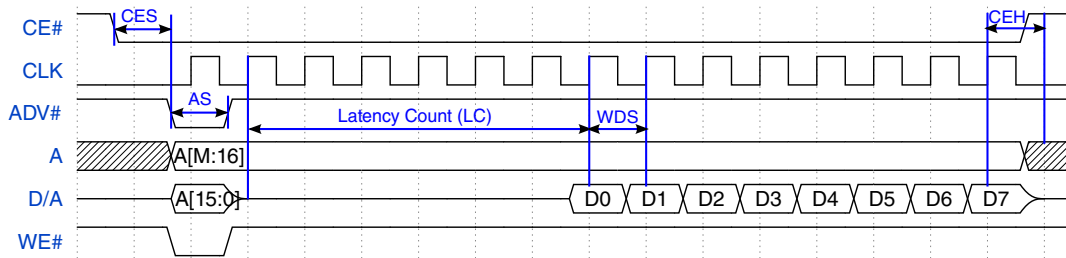 CE# CES CEH
CLK
ADV# AS Latency Count (LC) WDS
A A[M:16]
D/A A[15:0] D0 D1 D2 D3 D4 D5 D6 D7
WE#